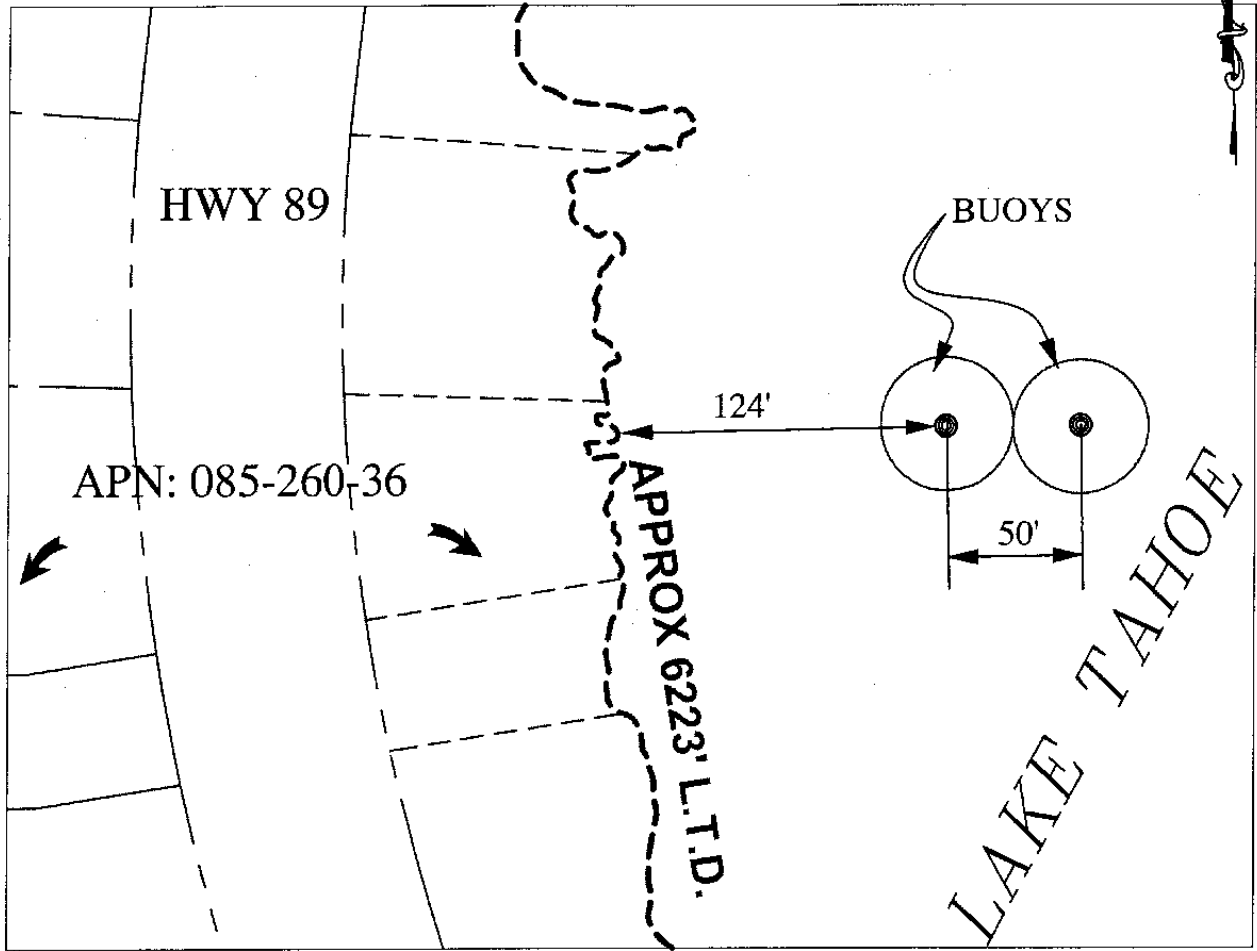 HWY 89
BUOYS
124'
APN: 085-260-36
50'
APPROX 6223' L.T.D.
LAKE TAHOE